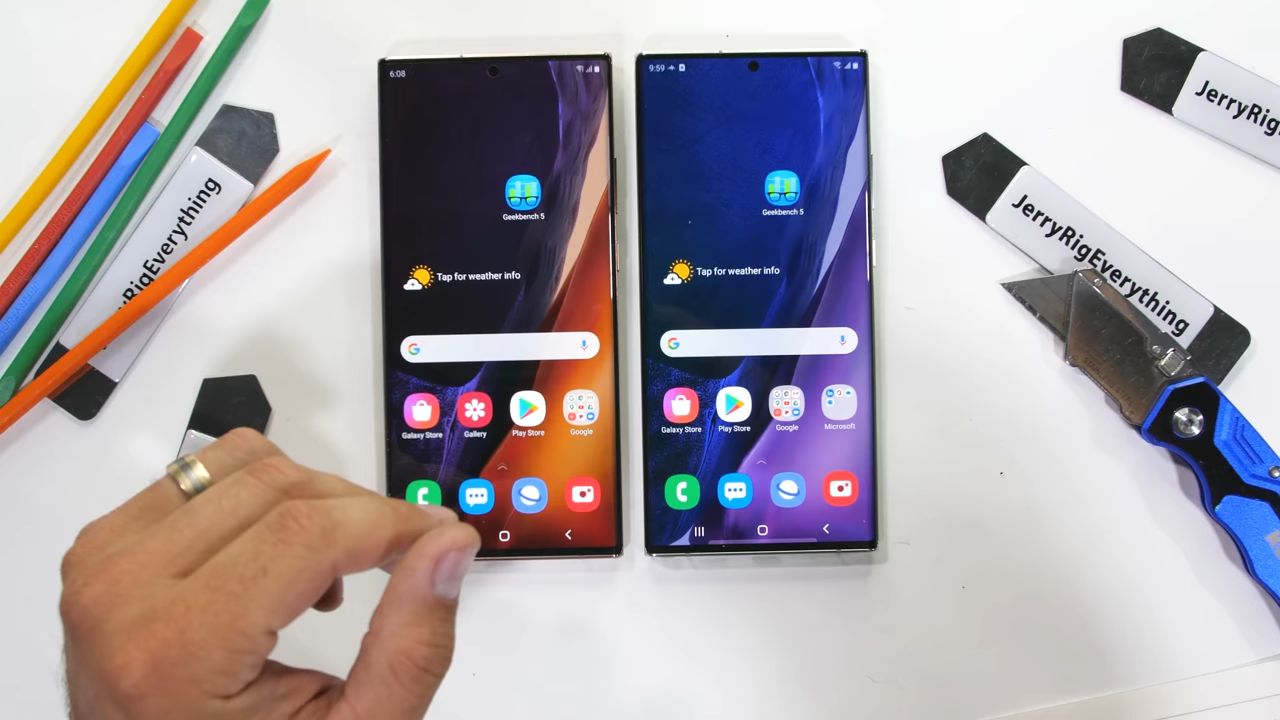 6:08
Geekbench 5
Tap for weather info
Galaxy Store
Gallery
Play Store
Google
9:59
Geekbench 5
Tap for weather info
Galaxy Store
Play Store
Google
Microsoft
RigEverything
JerryRig
JerryRigEverything